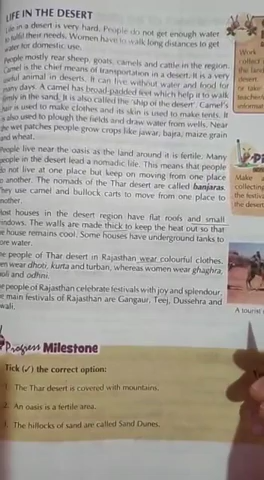 LIFE IN THE DESERT
Life in a desert is very hard. People do not get enough water
to fulfil their needs. Women have to walk long distances to get
water for domestic use.
People mostly rear sheep, goats, camels and cattle in the region.
Camel is the chief means of transportation in a desert. It is a very
useful animal in deserts. It can live without water and food for
many days. A camel has broad padded feet which help it to walk
firmly in the sand. It is also called the 'ship of the desert'. Camel's
hair is used to make clothes and its skin is used to make tents. It
is also used to plough the fields and draw water from wells. Near
the wet patches people grow crops like jawar, bajra, maize grain
and wheat.
People live near the oasis as the land around it is fertile. Many
people in the desert lead a nomadic life. This means that people
do not live at one place but keep on moving from one place
to another. The nomads of the Thar desert are called banjaras.
They use camel and bullock carts to move from one place to
another.
Most houses in the desert region have flat roofs and small
windows. The walls are made thick to keep the heat out so that
the house remains cool. Some houses have underground tanks to
store water.
The people of Thar desert in Rajasthan wear colourful clothes.
Men wear dhoti, kurta and turban, whereas women wear ghaghra,
and odhni.
The people of Rajasthan celebrate festivals with joy and splendour.
The main festivals of Rajasthan are Gangaur, Teej, Dussehra and
Diwali.
Progress Milestone
Tick (✓) the correct option:
1. The Thar desert is covered with mountains.
2. An oasis is a fertile area.
3. The hillocks of sand are called Sand Dunes.
Work
collect
the land
desert
or take
informat
Make a
collecting
the festiv
the desert
A tourist